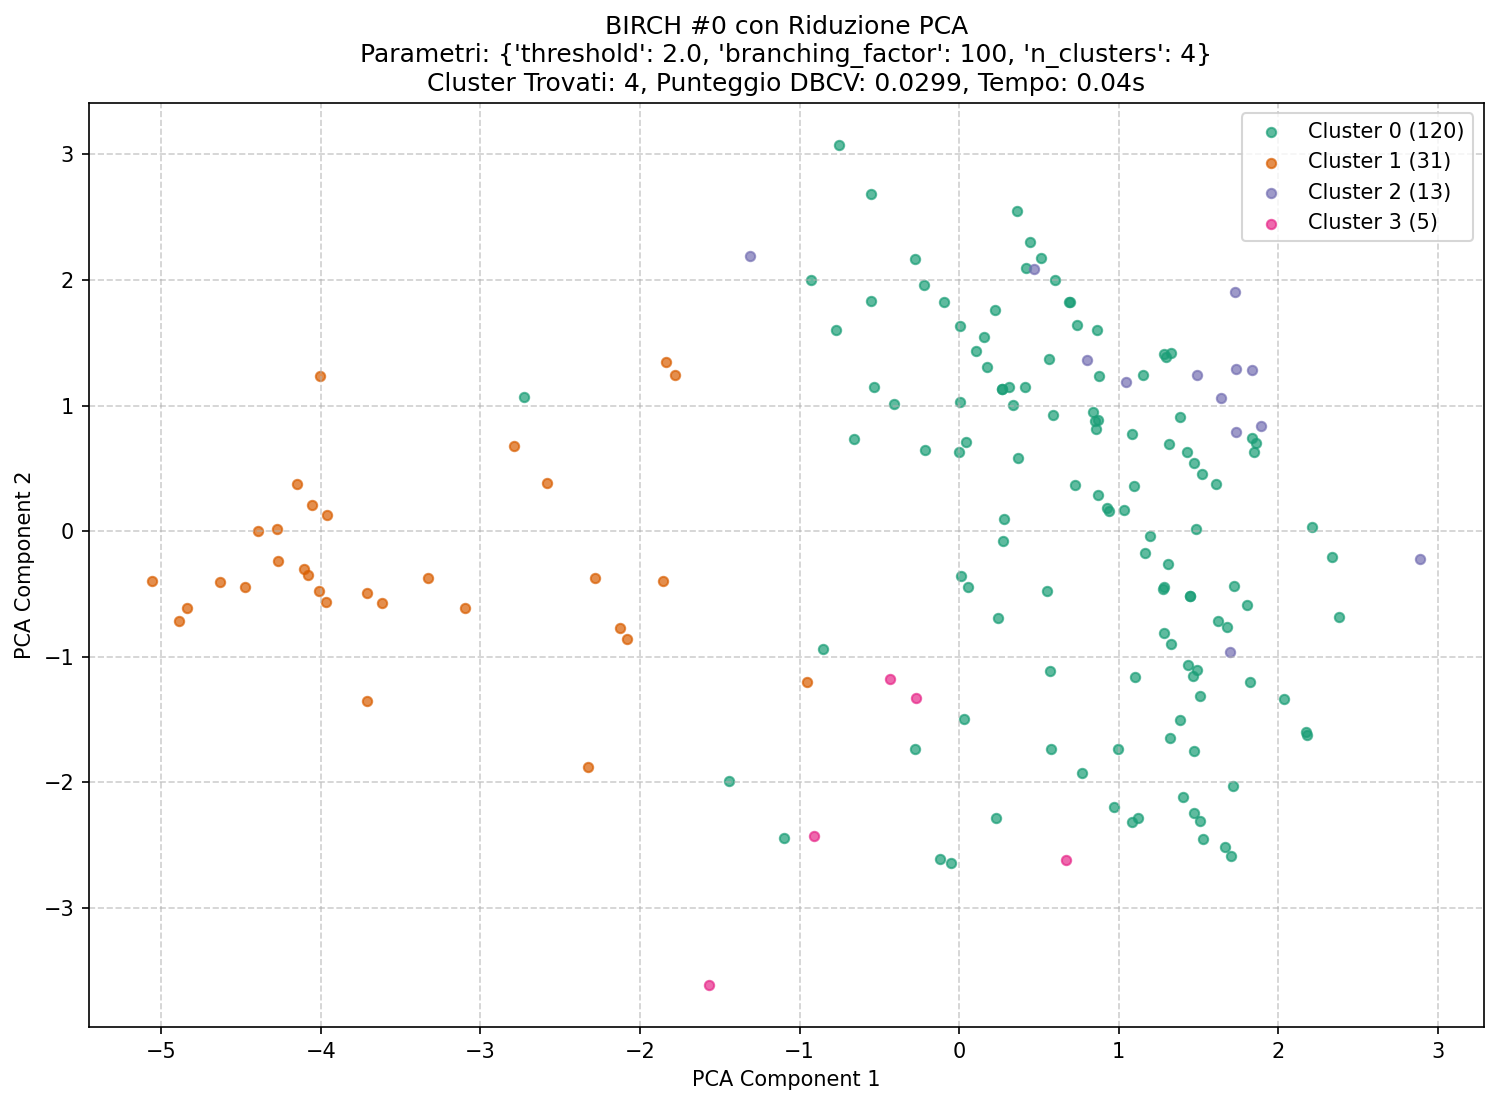 BIRCH #0 con Riduzione PCA
Parametri: {'threshold': 2.0, 'branching_factor': 100, 'n_clusters': 4}
Cluster Trovati: 4, Punteggio DBCV: 0.0299, Tempo: 0.04s
Cluster 0 (120)
Cluster 1 (31)
Cluster 2 (13)
Cluster 3 (5)
PCA Component 2
3
2
1
0
−1
−2
−3
−5 −4 −3 −2 −1 0 1 2 3
PCA Component 1